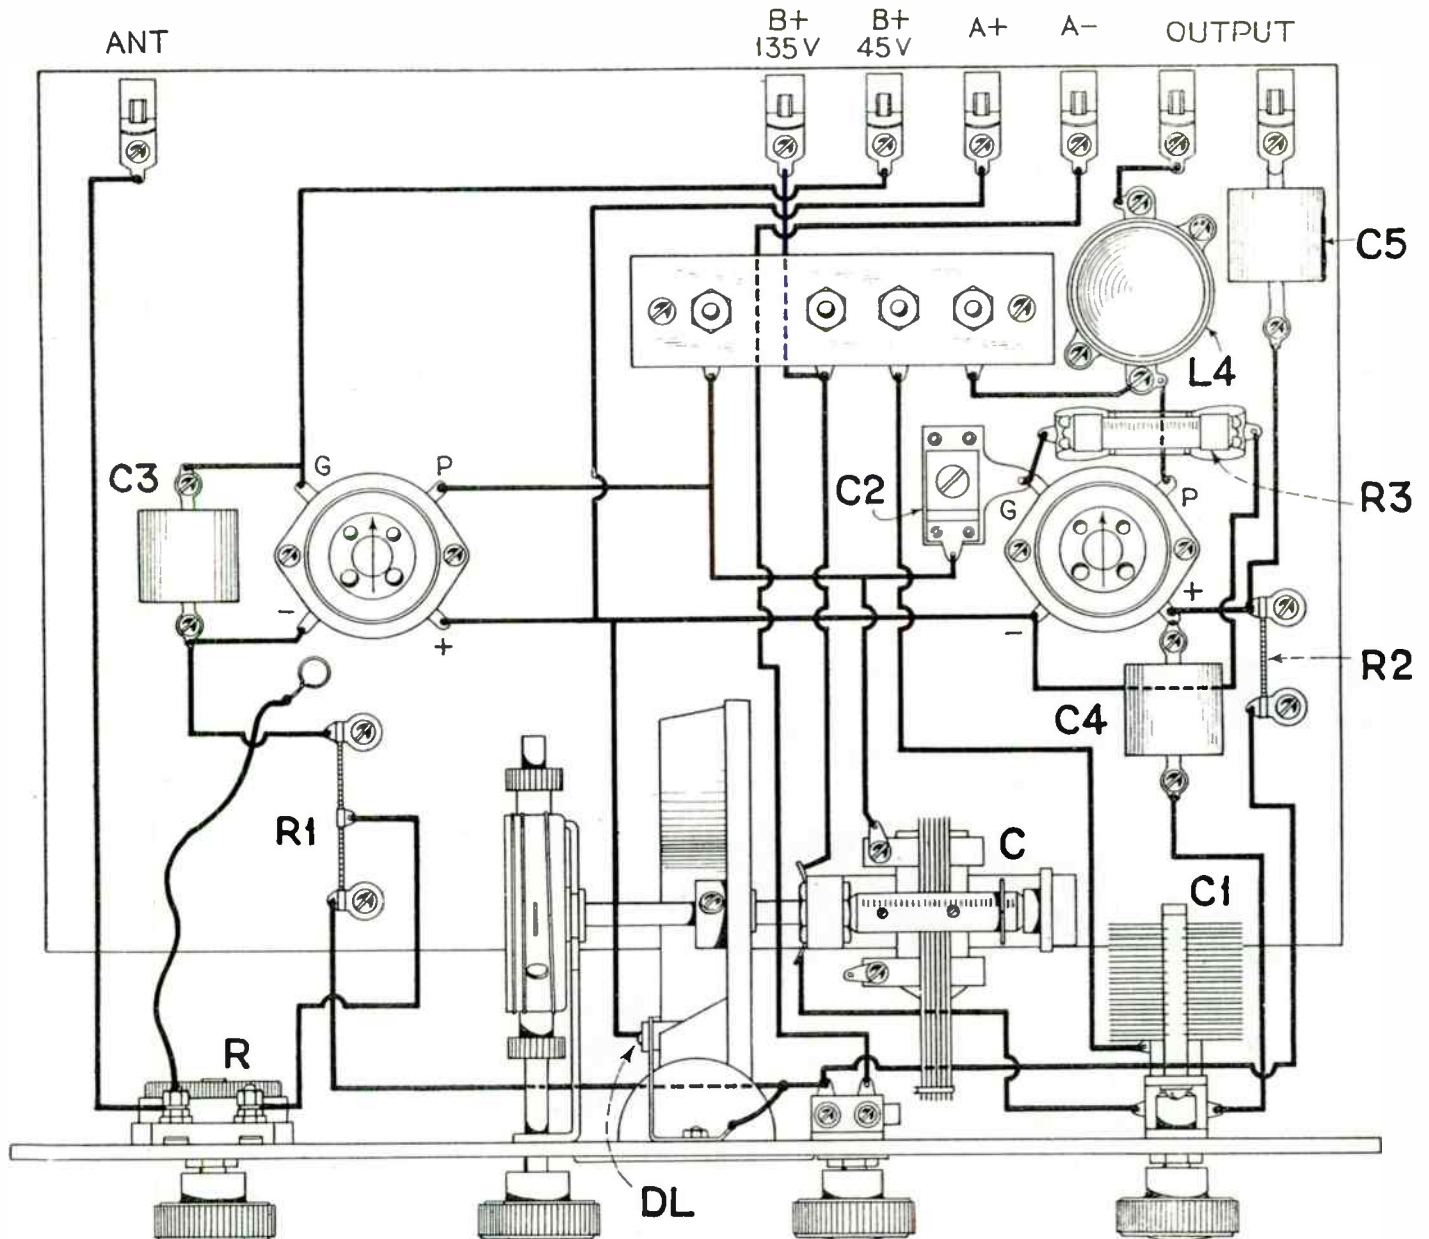 ANT
B+
135V
B+
45V
A+
A-
OUTPUT
C5
L4
C3
G
P
C2
G
P
R3
-
+
-
+
R2
C4
R1
C
C1
R
DL